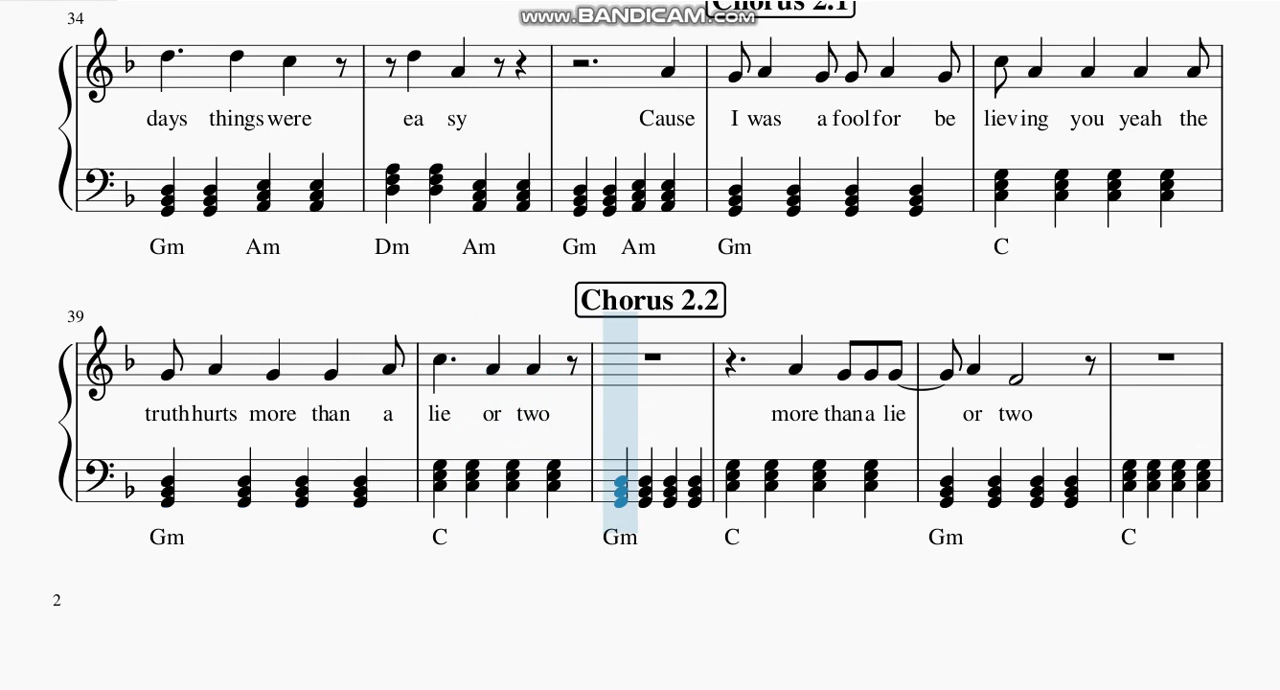 www.BANDICAM.com
Chorus 2.1
34
days things were ea sy Cause I was a fool for be liev ing you yeah the
Gm Am Dm Am Gm Am Gm C
Chorus 2.2
39
truth hurts more than a lie or two more than a lie or two
Gm C Gm C Gm C
2